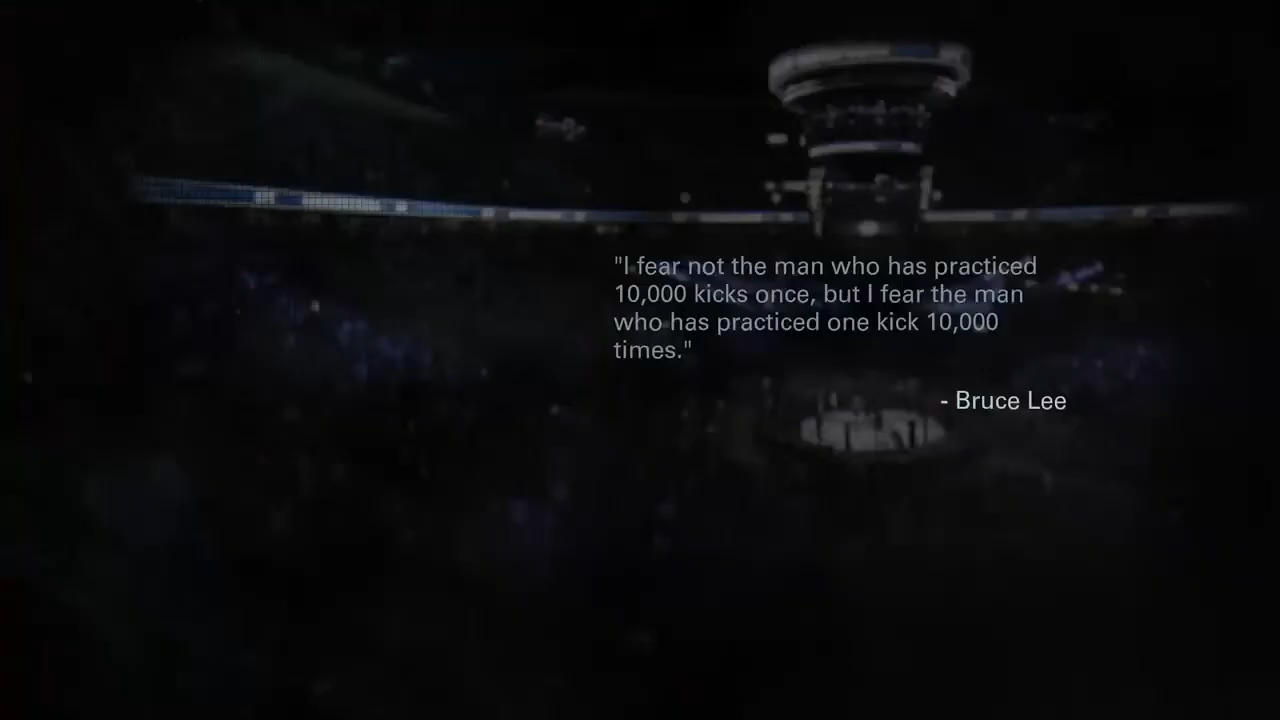 "I fear not the man who has practiced
10,000 kicks once, but I fear the man
who has practiced one kick 10,000
times."
- Bruce Lee